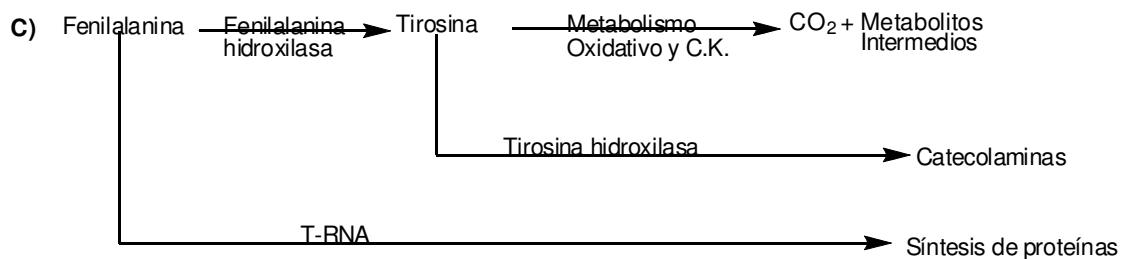 C) Fenilalanina Fenilalanina hidroxilasa Tirosina Metabolismo Oxidativo y C.K. CO2 + Metabolitos Intermedios
Tirosina hidroxilasa Catecolaminas
T-RNA Síntesis de proteínas